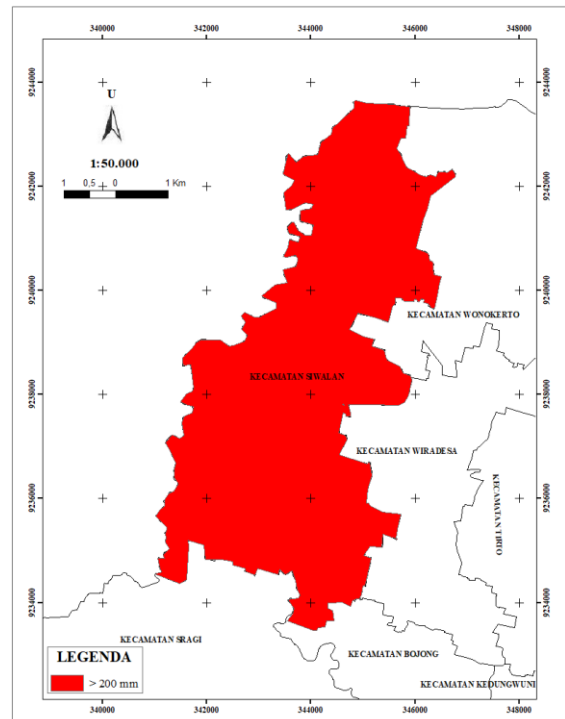 340000 342000 344000 346000 348000
U
1:50.000
1 0,5 0 1 Km
9244000 9244000
9242000 9242000
9240000 9240000
KECAMATAN WONOKERTO
KECAMATAN SIWALAN
9238000 9238000
KECAMATAN WIRADESA
KECAMATAN TIRTO
9236000 9236000
9234000 9234000
KECAMATAN SRAGI
KECAMATAN BOJONG
KECAMATAN KEDUNGWUNI
LEGENDA
> 200 mm
340000 342000 344000 346000 348000